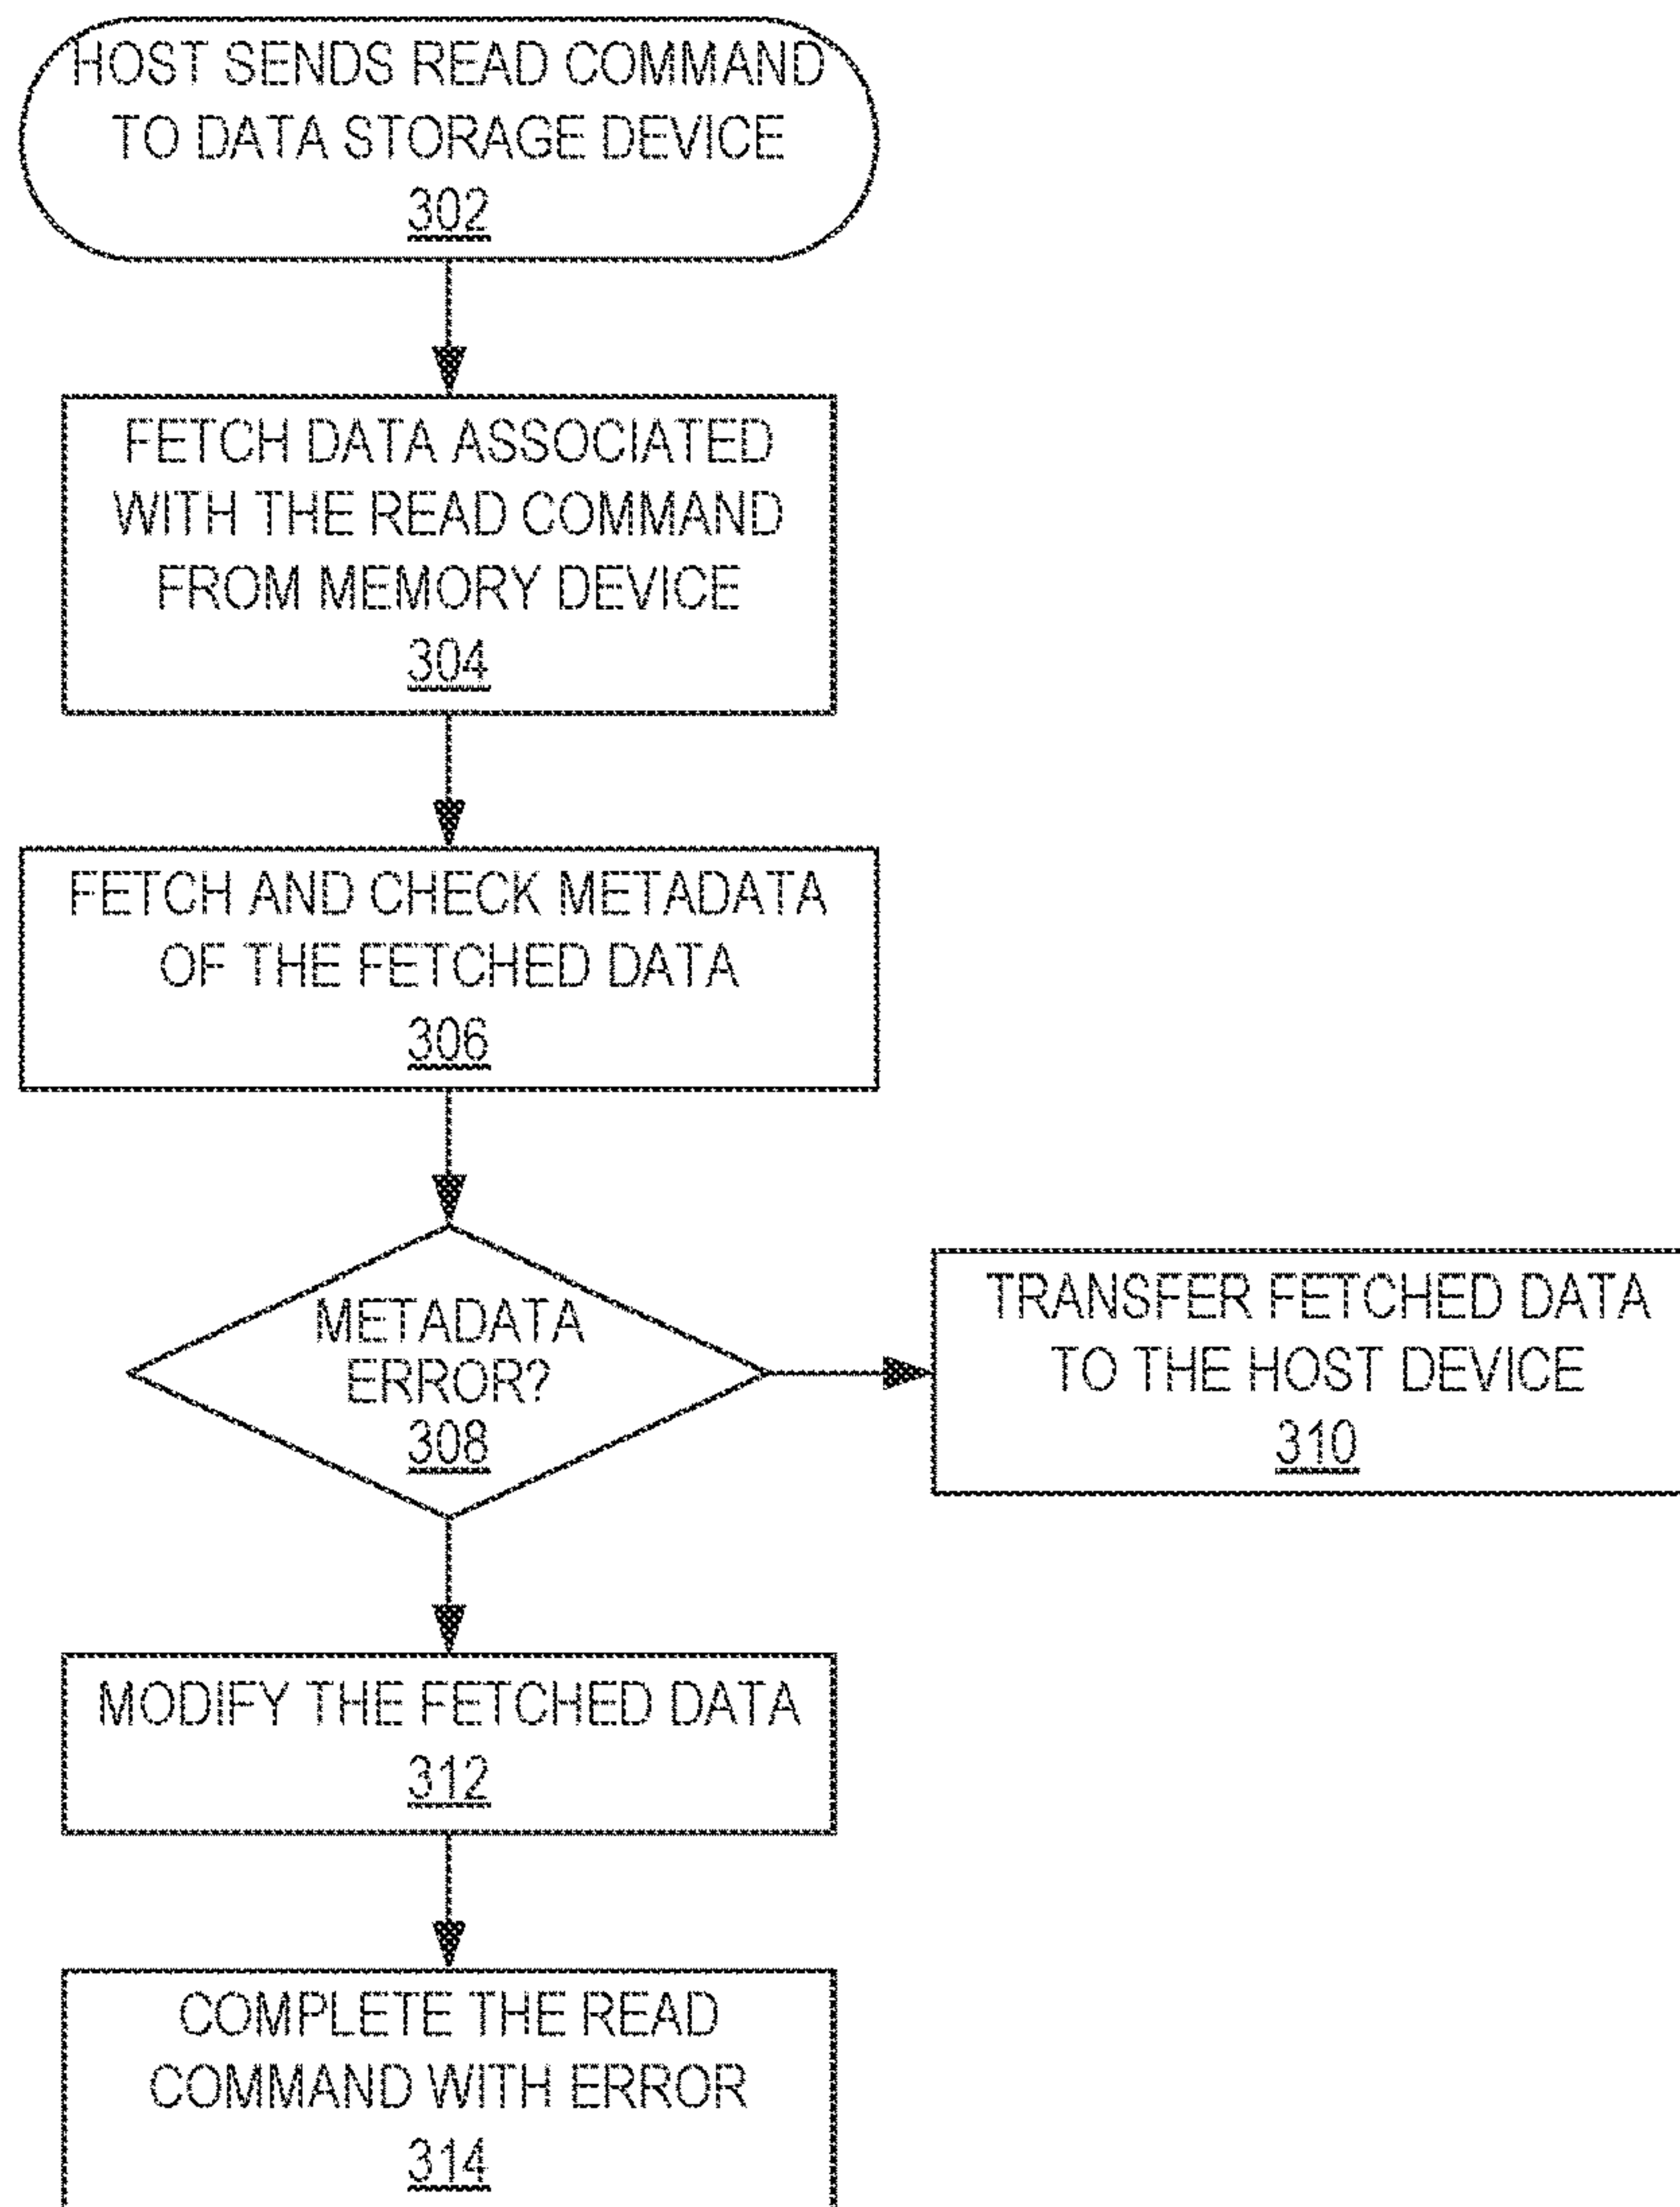 HOST SENDS READ COMMAND
TO DATA STORAGE DEVICE
302
FETCH DATA ASSOCIATED
WITH THE READ COMMAND
FROM MEMORY DEVICE
304
FETCH AND CHECK METADATA
OF THE FETCHED DATA
306
METADATA
ERROR?
308
TRANSFER FETCHED DATA
TO THE HOST DEVICE
310
MODIFY THE FETCHED DATA
312
COMPLETE THE READ
COMMAND WITH ERROR
314